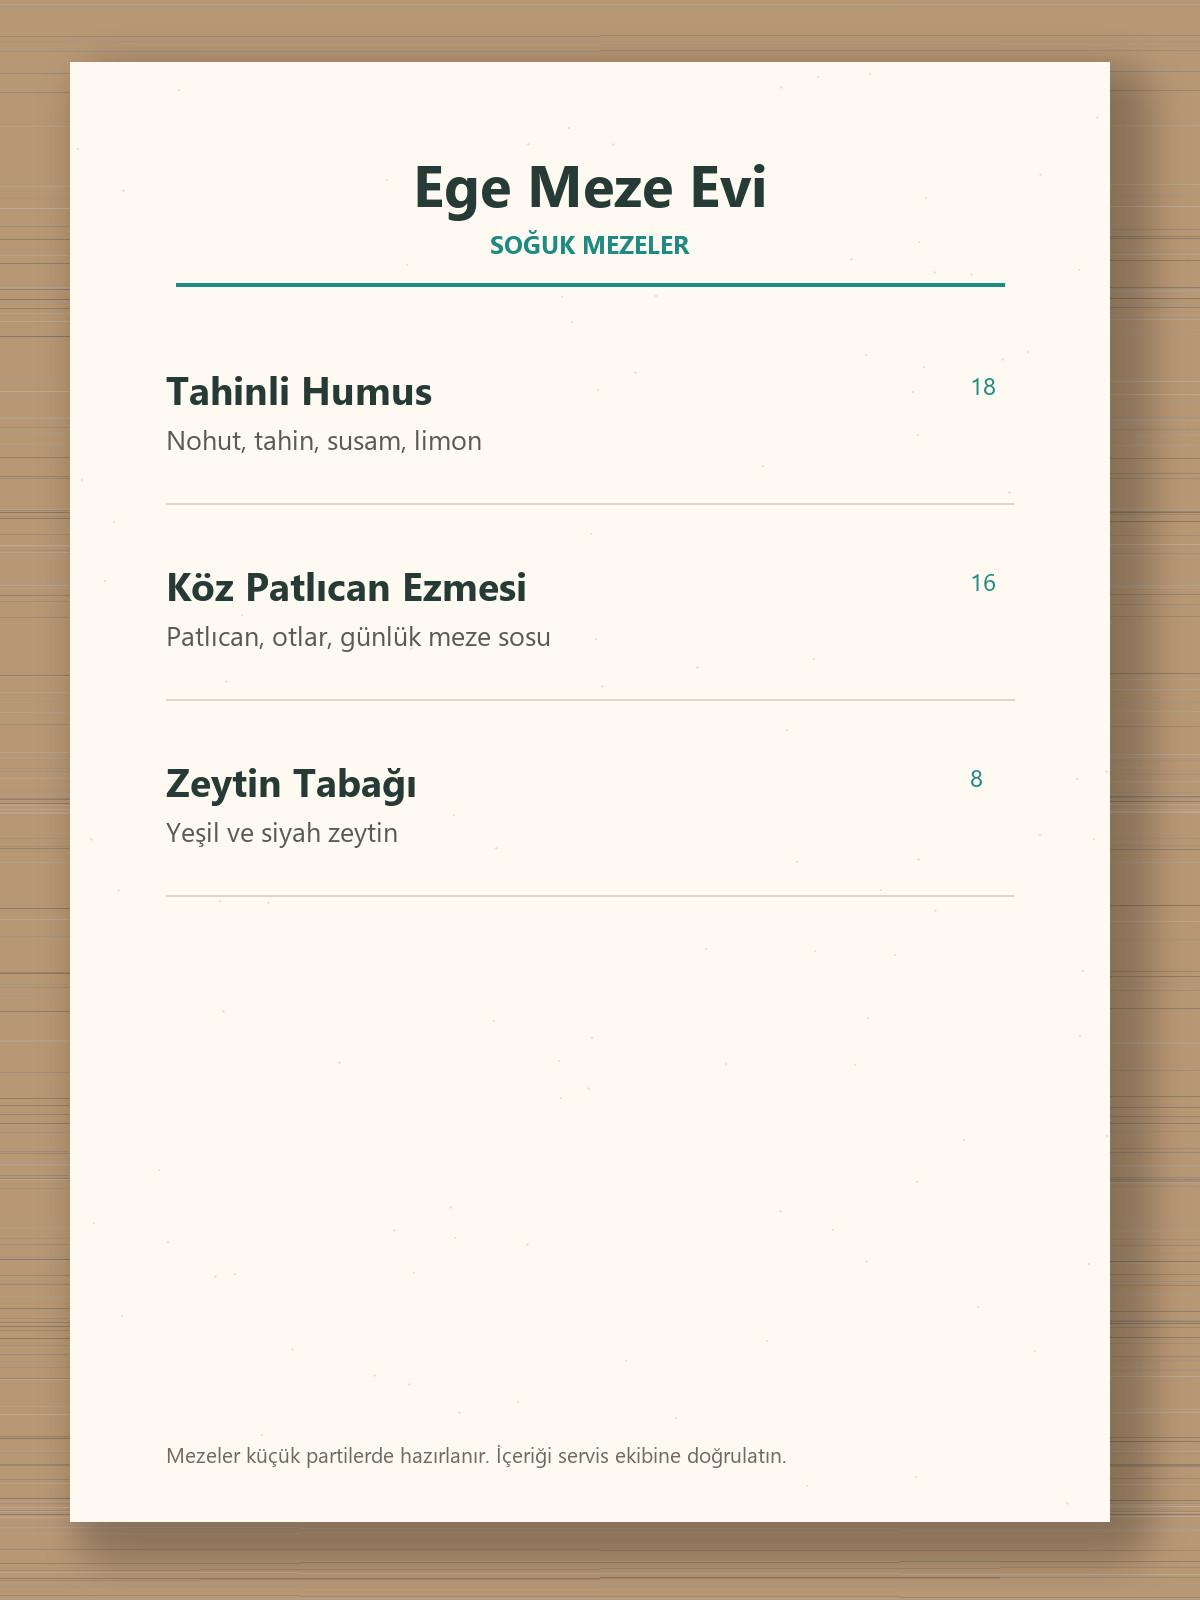 Ege Meze Evi
SOĞUK MEZELER
Tahinli Humus 18
Nohut, tahin, susam, limon
Köz Patlıcan Ezmesi 16
Patlıcan, otlar, günlük meze sosu
Zeytin Tabağı 8
Yeşil ve siyah zeytin
Mezeler küçük partilerde hazırlanır. İçeriği servis ekibine doğrulatın.